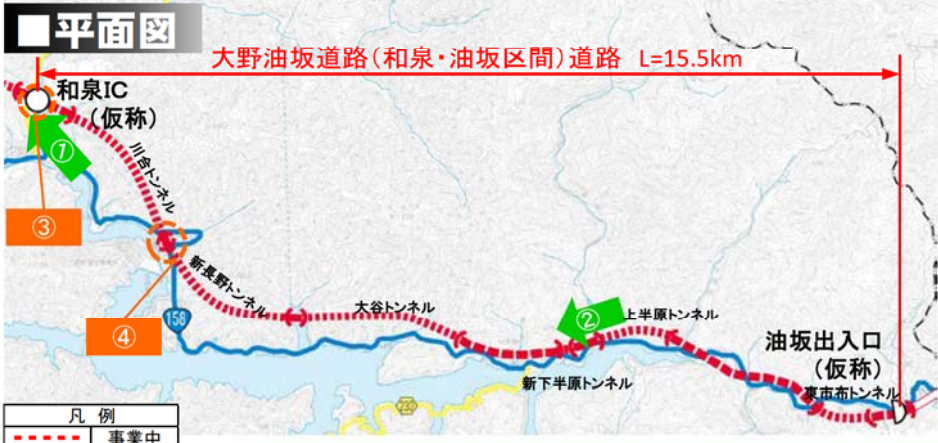 ■平面図
大野油坂道路(和泉・油坂区間)道路 L=15.5km
和泉IC
(仮称)
①
川合トンネル
③
新長野トンネル
④
158
大谷トンネル
②
上半原トンネル
新下半原トンネル
油坂出入口
(仮称)
東市布トンネル
凡 例
事業中